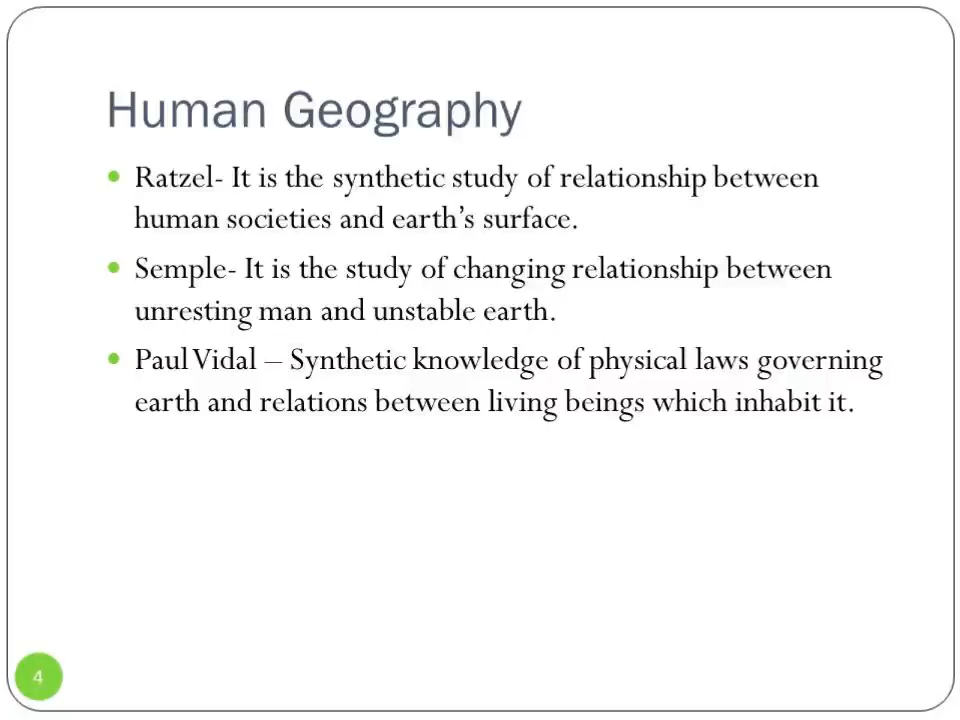 Human Geography
Ratzel- It is the synthetic study of relationship between
human societies and earth’s surface.
Semple- It is the study of changing relationship between
unresting man and unstable earth.
Paul Vidal – Synthetic knowledge of physical laws governing
earth and relations between living beings which inhabit it.
4